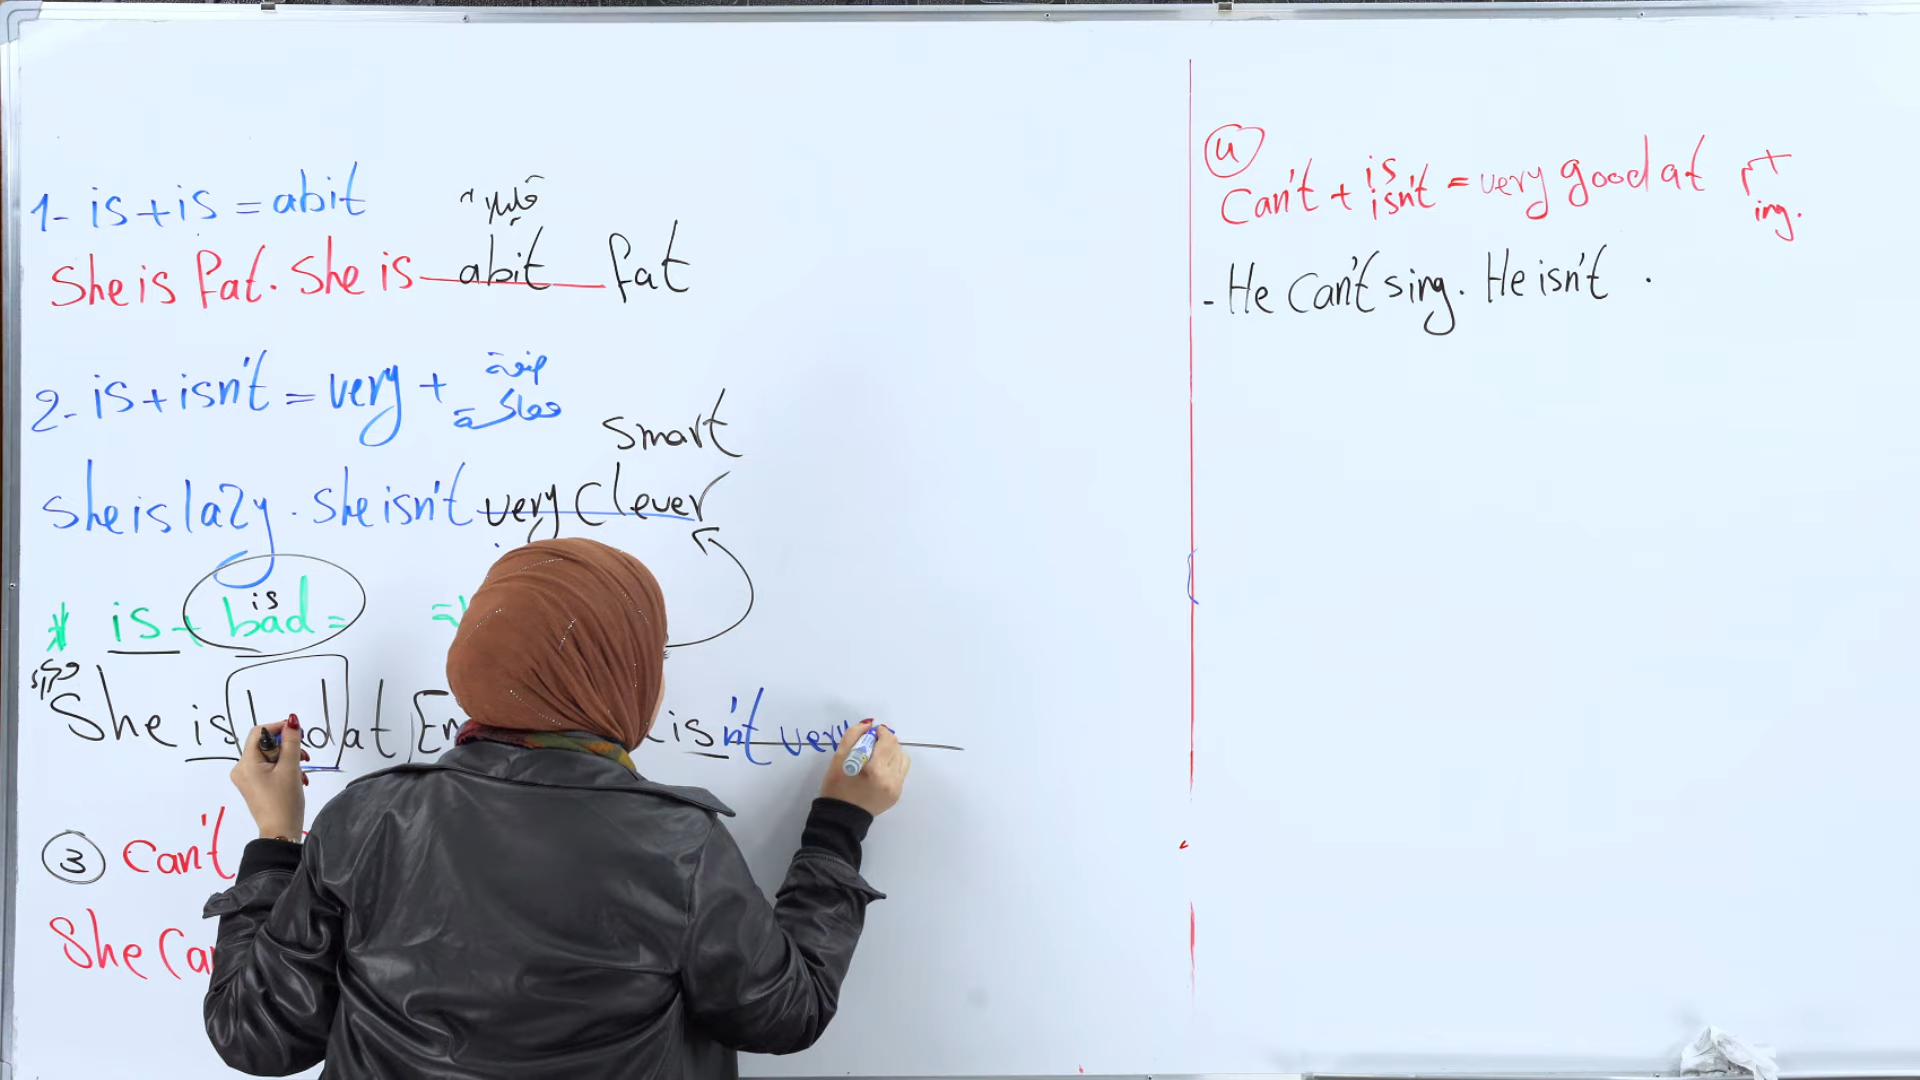 1- is + is = abit
قليلاً
She is fat. She is abit fat
2- is + isn't = very + صفة معاكسة
smart
She is lazy. She isn't very clever
* is + bad =
is
She is bad at En isn't very
3 can't
She Ca
4
Can't + is isn't = very good at + ing.
- He can't sing. He isn't .